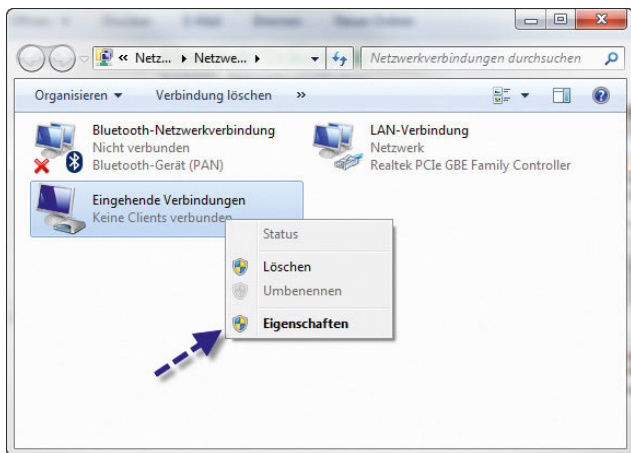 « Netz... Netzwe...
Netzwerkverbindungen durchsuchen
Organisieren Verbindung löschen »
Bluetooth-Netzwerkverbindung
Nicht verbunden
Bluetooth-Gerät (PAN)
LAN-Verbindung
Netzwerk
Realtek PCIe GBE Family Controller
Eingehende Verbindungen
Keine Clients verbunden
Status
Löschen
Umbenennen
Eigenschaften